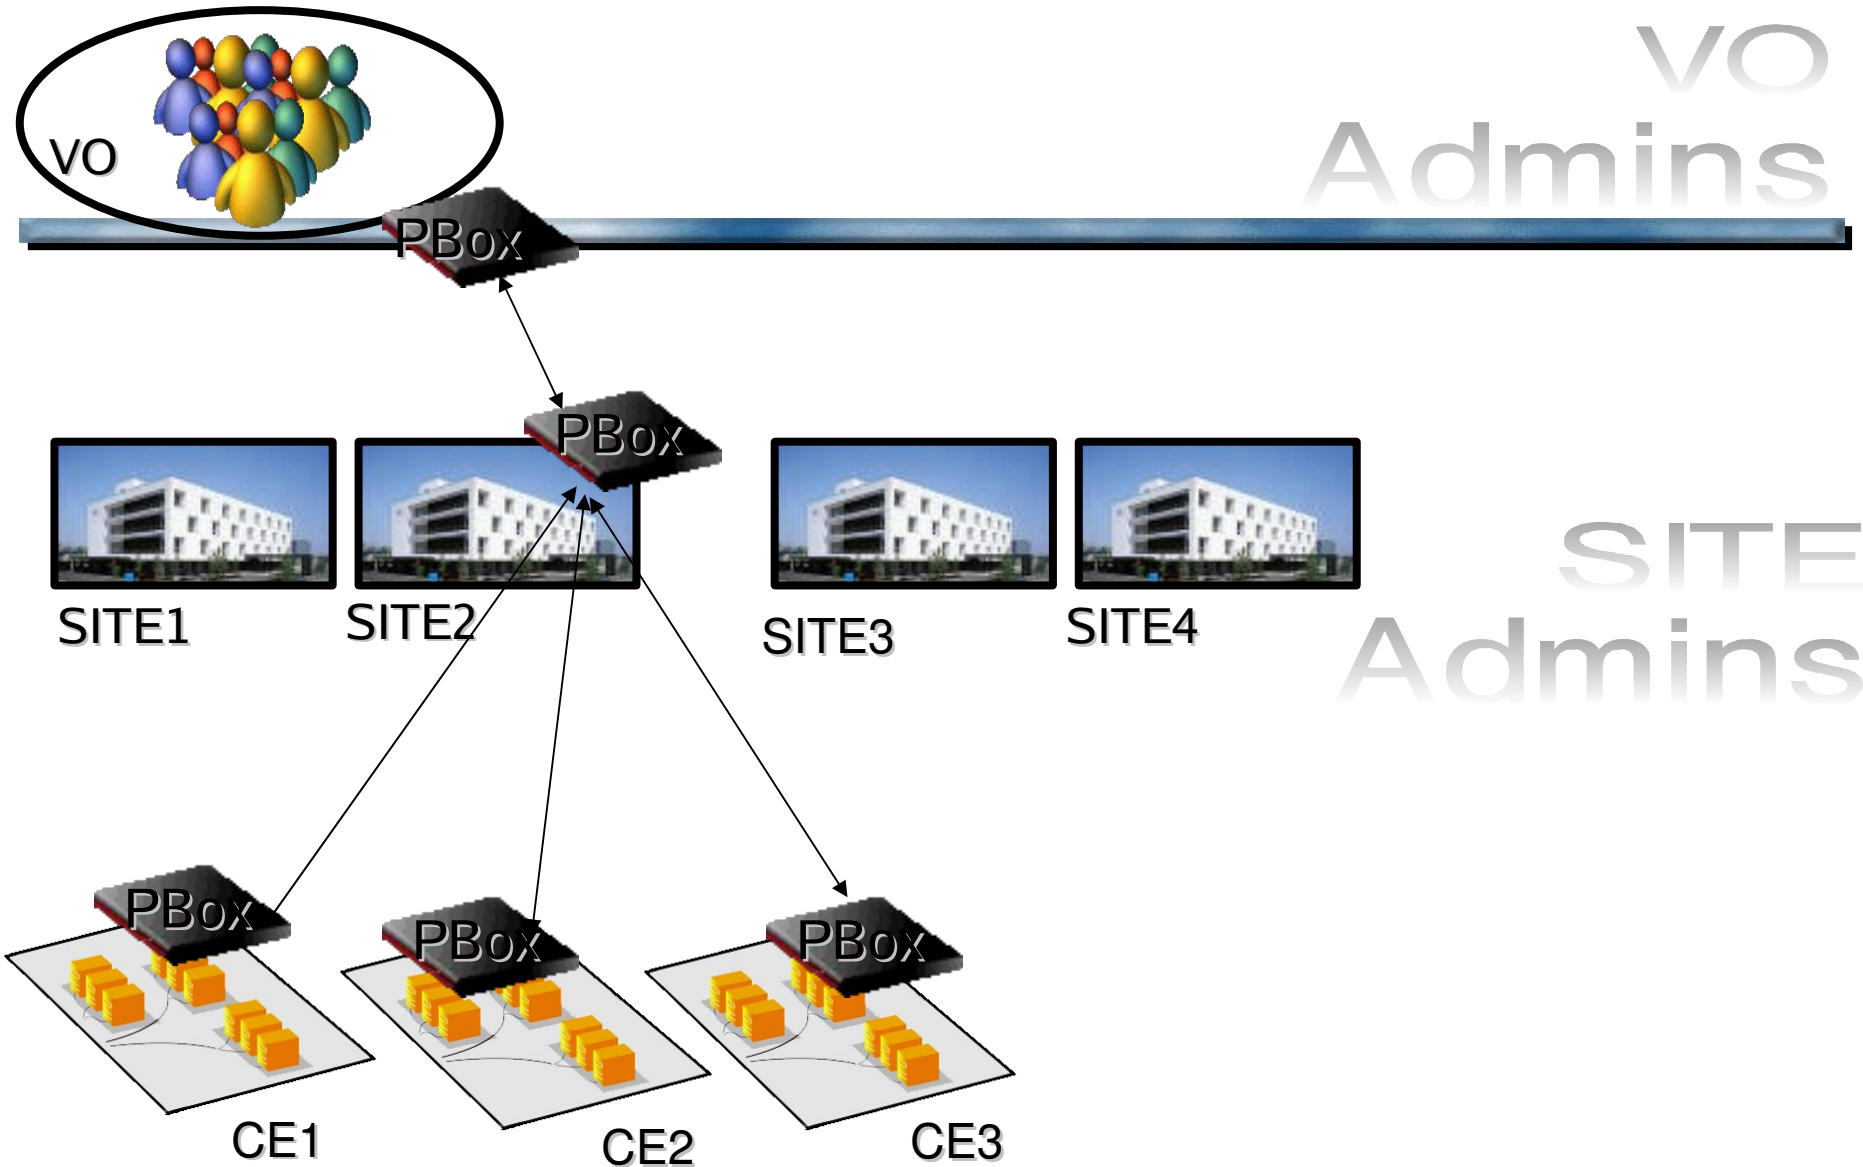 VO
Admins
VO
PBox
PBox
SITE1
SITE2
SITE3
SITE4
SITE
Admins
PBox
PBox
PBox
CE1
CE2
CE3